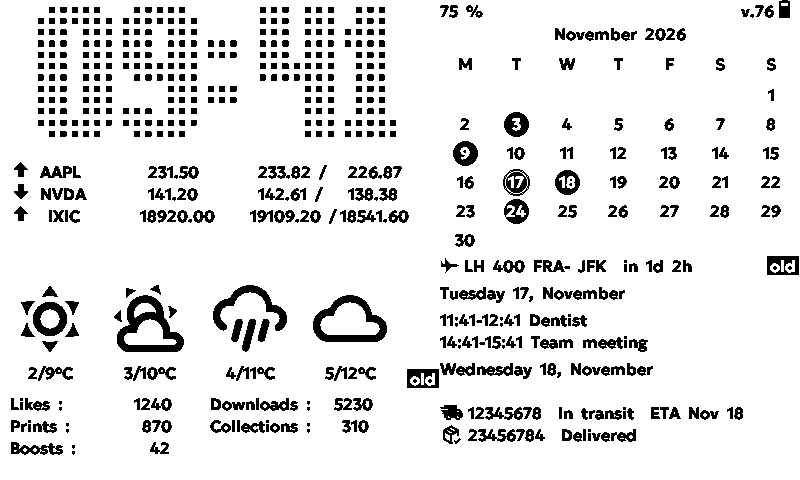 09:41
AAPL 231.50 233.82 / 226.87
NVDA 141.20 142.61 / 138.38
IXIC 18920.00 19109.20 / 18541.60
2/9°C 3/10°C 4/11°C 5/12°C
old
Likes : 1240 Downloads : 5230
Prints : 870 Collections : 310
Boosts : 42
75 % v.76
November 2026
M T W T F S S
1
2 3 4 5 6 7 8
9 10 11 12 13 14 15
16 17 18 19 20 21 22
23 24 25 26 27 28 29
30
LH 400 FRA- JFK in 1d 2h old
Tuesday 17, November
11:41-12:41 Dentist
14:41-15:41 Team meeting
Wednesday 18, November
12345678 In transit ETA Nov 18
23456784 Delivered